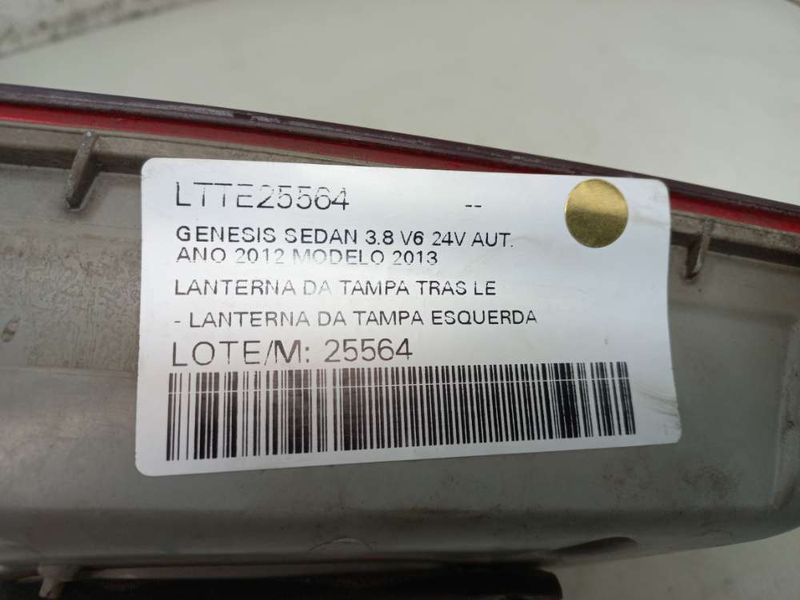 LTTE25564 --
GENESIS SEDAN 3.8 V6 24V AUT.
ANO 2012 MODELO 2013
LANTERNA DA TAMPA TRAS LE
- LANTERNA DA TAMPA ESQUERDA
LOTE/M: 25564